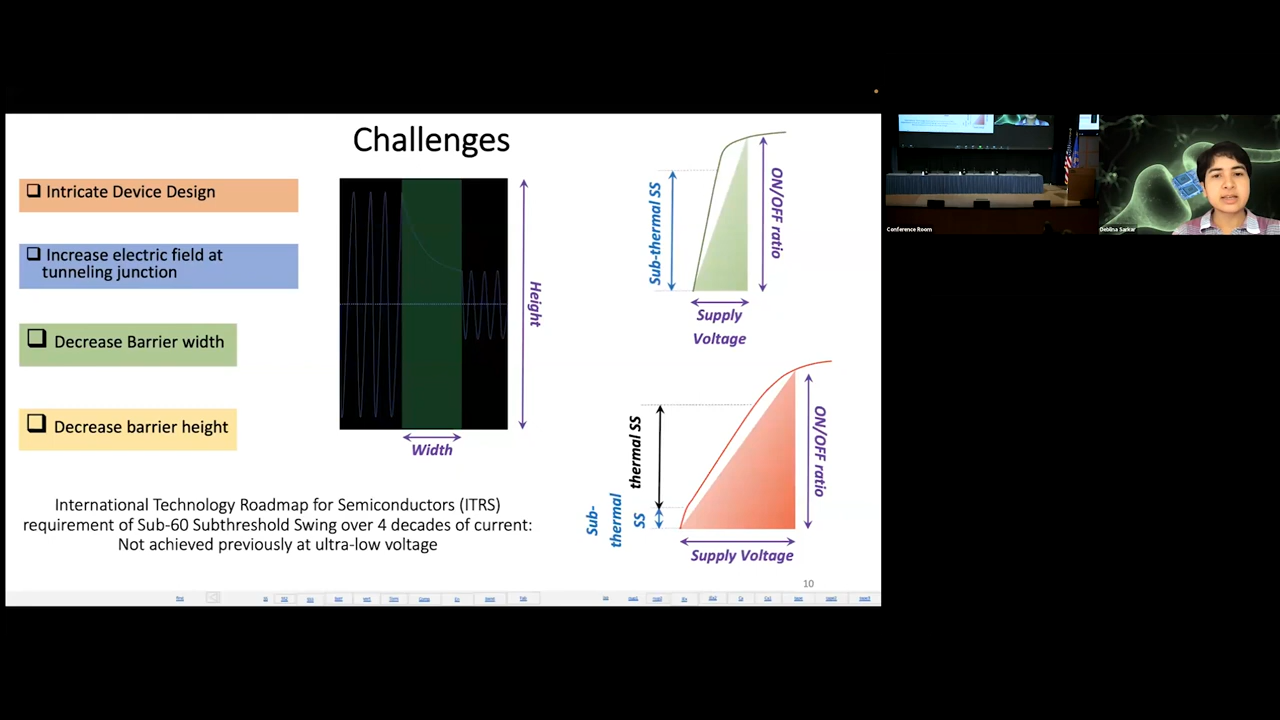 Challenges
Intricate Device Design
Increase electric field at
tunneling junction
Decrease Barrier width
Decrease barrier height
Height
Width
Sub-thermal SS
ON/OFF ratio
Supply
Voltage
thermal SS
Sub-
thermal
SS
ON/OFF ratio
Supply Voltage
International Technology Roadmap for Semiconductors (ITRS)
requirement of Sub-60 Subthreshold Swing over 4 decades of current:
Not achieved previously at ultra-low voltage
10
Conference Room
Deblina Sarkar